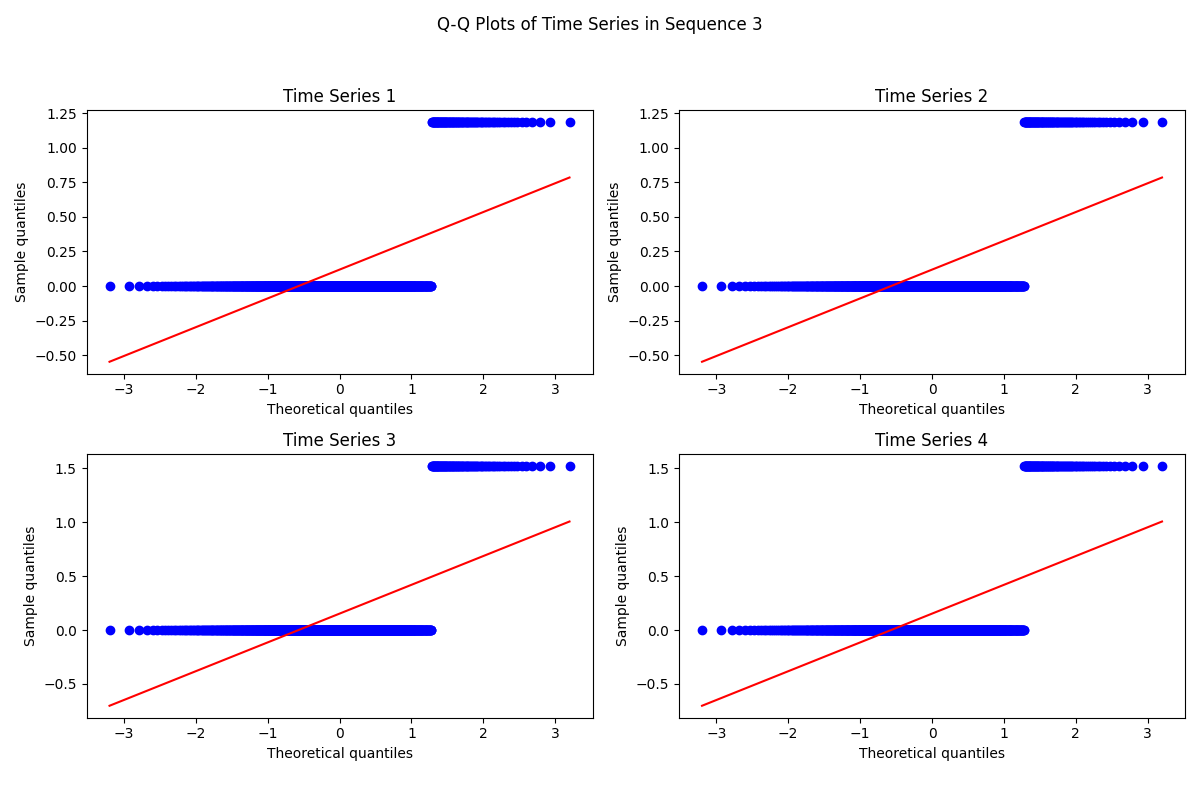 Q-Q Plots of Time Series in Sequence 3
Time Series 1
Sample quantiles
1.25
1.00
0.75
0.50
0.25
0.00
−0.25
−0.50
−3 −2 −1 0 1 2 3
Theoretical quantiles
Time Series 2
Sample quantiles
1.25
1.00
0.75
0.50
0.25
0.00
−0.25
−0.50
−3 −2 −1 0 1 2 3
Theoretical quantiles
Time Series 3
Sample quantiles
1.5
1.0
0.5
0.0
−0.5
−3 −2 −1 0 1 2 3
Theoretical quantiles
Time Series 4
Sample quantiles
1.5
1.0
0.5
0.0
−0.5
−3 −2 −1 0 1 2 3
Theoretical quantiles